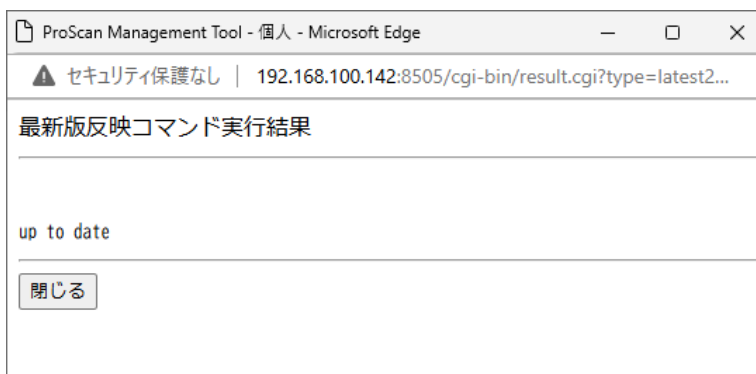 ProScan Management Tool - 個人 - Microsoft Edge
セキュリティ保護なし | 192.168.100.142:8505/cgi-bin/result.cgi?type=latest2...
最新版反映コマンド実行結果
up to date
閉じる